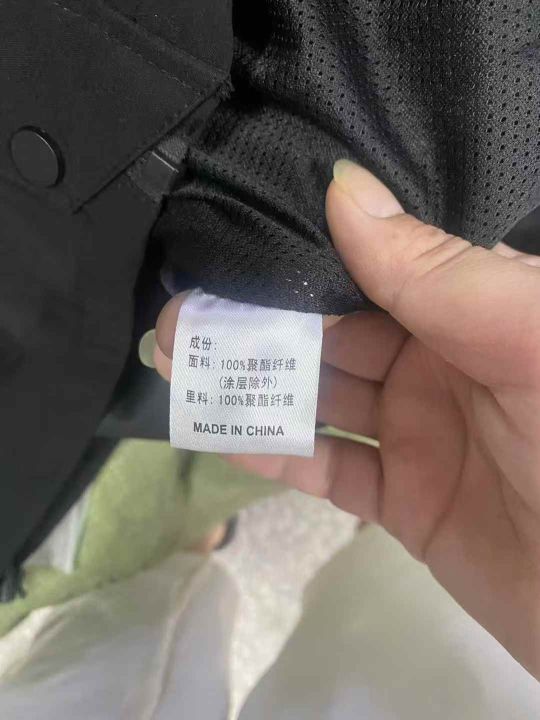 成份:
面料: 100%聚酯纤维
(涂层除外)
里料: 100%聚酯纤维
MADE IN CHINA